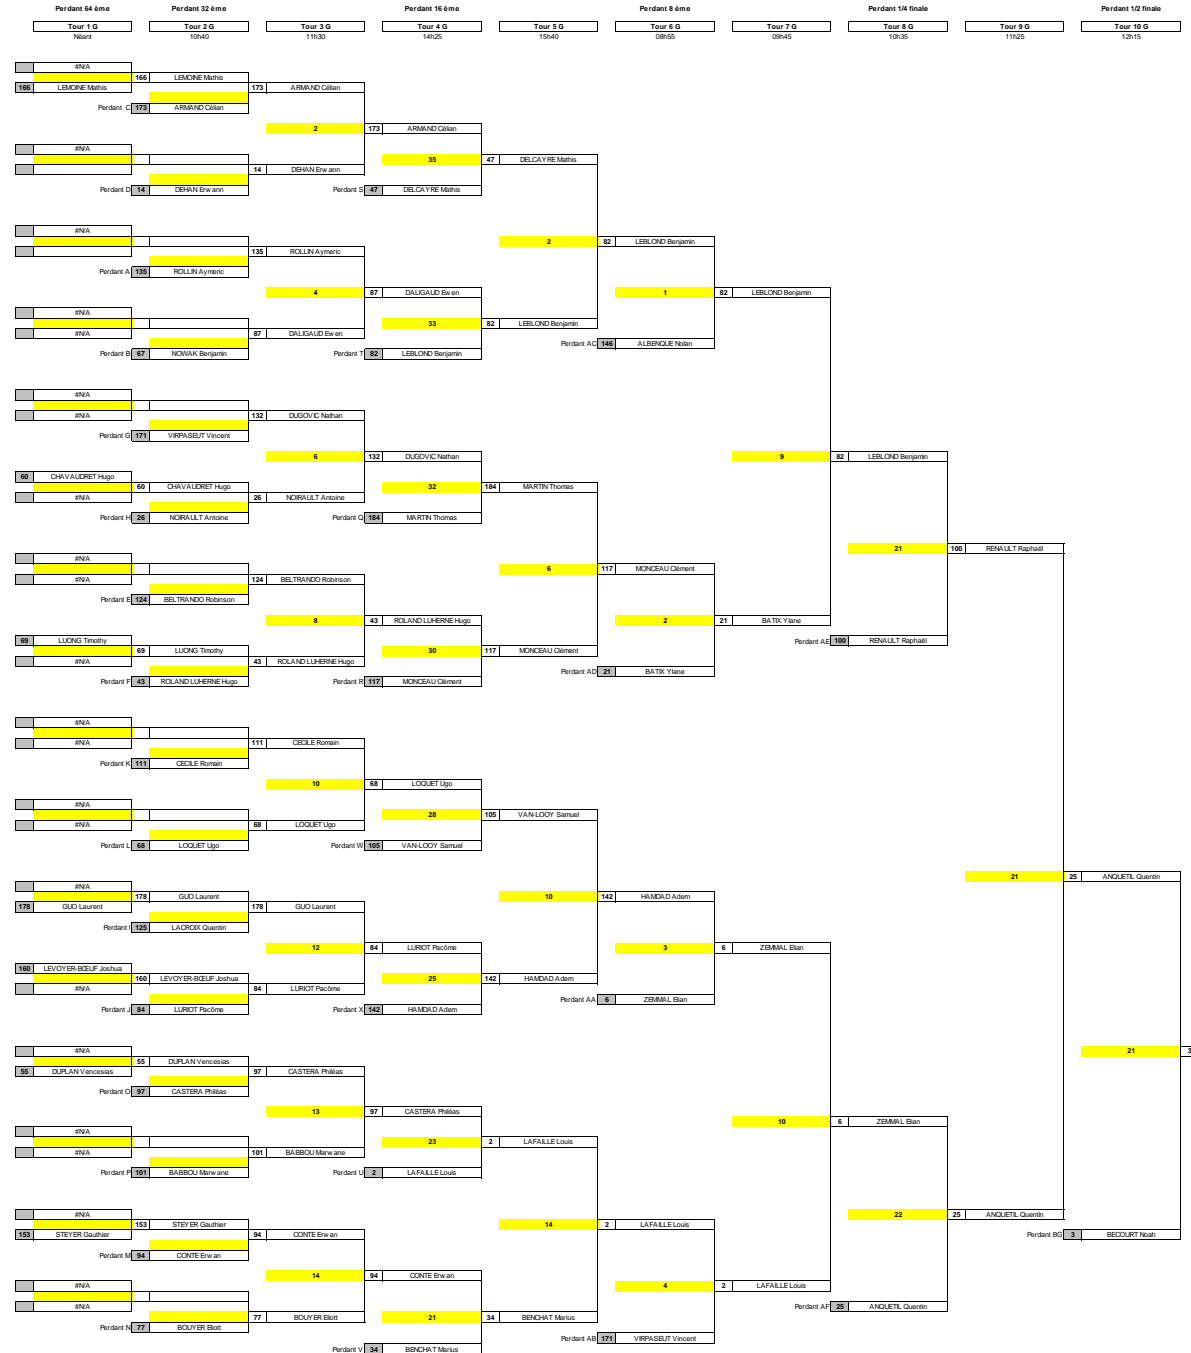 Perdant 64 ème Perdant 32 ème Perdant 16 ème Perdant 8 ème Perdant 1/4 finale Perdant 1/2 finale
Tour 1 G Tour 2 G Tour 3 G Tour 4 G Tour 5 G Tour 6 G Tour 7 G Tour 8 G Tour 9 G Tour 10 G
Néant 10h40 11h30 14h25 15h40 08h55 09h45 10h35 11h25 12h15
#N/A
166 LEMOINE Mathis
166 LEMOINE Mathis 173 ARMAND Célian
Perdant C 173 ARMAND Célian
2 173 ARMAND Célian
#N/A
35 47 DELCAYRE Mathis
14 DEHAN Erwann
Perdant D 14 DEHAN Erwann Perdant S 47 DELCAYRE Mathis
#N/A
2 82 LEBLOND Benjamin
135 ROLLIN Aymeric
Perdant A 135 ROLLIN Aymeric
4 87 DALIGAUD Ewen 1 82 LEBLOND Benjamin
#N/A
33 82 LEBLOND Benjamin
#N/A 87 DALIGAUD Ewen
Perdant AC 146 ALBENQUE Nolan
Perdant B 67 NOWAK Benjamin Perdant T 82 LEBLOND Benjamin
#N/A
#N/A 132 DUGOVIC Nathan
Perdant G 171 VIRPASEUT Vincent
6 132 DUGOVIC Nathan 9 82 LEBLOND Benjamin
60 CHAVAUDRET Hugo
60 CHAVAUDRET Hugo 32 184 MARTIN Thomas
#N/A 26 NOIRAULT Antoine
Perdant H 26 NOIRAULT Antoine Perdant Q 184 MARTIN Thomas
21 100 RENAULT Raphaël
#N/A
6 117 MONCEAU Clément
#N/A 124 BELTRANDO Robinson
Perdant E 124 BELTRANDO Robinson
8 43 ROLAND LUHERNE Hugo 2 21 BATIX Ylane
69 LUONG Timothy Perdant AE 100 RENAULT Raphaël
69 LUONG Timothy 30 117 MONCEAU Clément
#N/A 43 ROLAND LUHERNE Hugo
Perdant AD 21 BATIX Ylane
Perdant F 43 ROLAND LUHERNE Hugo Perdant R 117 MONCEAU Clément
#N/A
#N/A 111 CECILE Romain
Perdant K 111 CECILE Romain
10 68 LOQUET Ugo
#N/A
28 105 VAN-LOOY Samuel
#N/A 68 LOQUET Ugo
Perdant L 68 LOQUET Ugo Perdant W 105 VAN-LOOY Samuel
21 25 ANQUETIL Quentin
#N/A
178 GUO Laurent 10 142 HAMDAD Adem
178 GUO Laurent 178 GUO Laurent
Perdant I 125 LACROIX Quentin
12 84 LURIOT Pacôme 3 6 ZEMMAL Elian
160 LEVOYER-BŒUF Joshua
160 LEVOYER-BŒUF Joshua 25 142 HAMDAD Adem
#N/A 84 LURIOT Pacôme
Perdant AA 6 ZEMMAL Elian
Perdant J 84 LURIOT Pacôme Perdant X 142 HAMDAD Adem
#N/A 21 3
55 DUPLAN Vencesias
55 DUPLAN Vencesias 97 CASTERA Philéas
Perdant O 97 CASTERA Philéas
13 97 CASTERA Philéas
10 6 ZEMMAL Elian
#N/A
23 2 LAFAILLE Louis
#N/A 101 BABBOU Marwane
Perdant P 101 BABBOU Marwane Perdant U 2 LAFAILLE Louis
#N/A 22 25 ANQUETIL Quentin
153 STEYER Gauthier 14 2 LAFAILLE Louis
153 STEYER Gauthier 94 CONTE Erwan Perdant BG 3 BECOURT Noah
Perdant M 94 CONTE Erwan
14 94 CONTE Erwan
#N/A 4 2 LAFAILLE Louis
#N/A Perdant AF 25 ANQUETIL Quentin
77 BOUYER Eliott 21 34 BENCHAT Marius
Perdant N 77 BOUYER Eliott
Perdant AB 171 VIRPASEUT Vincent
Perdant V 34 BENCHAT Marius